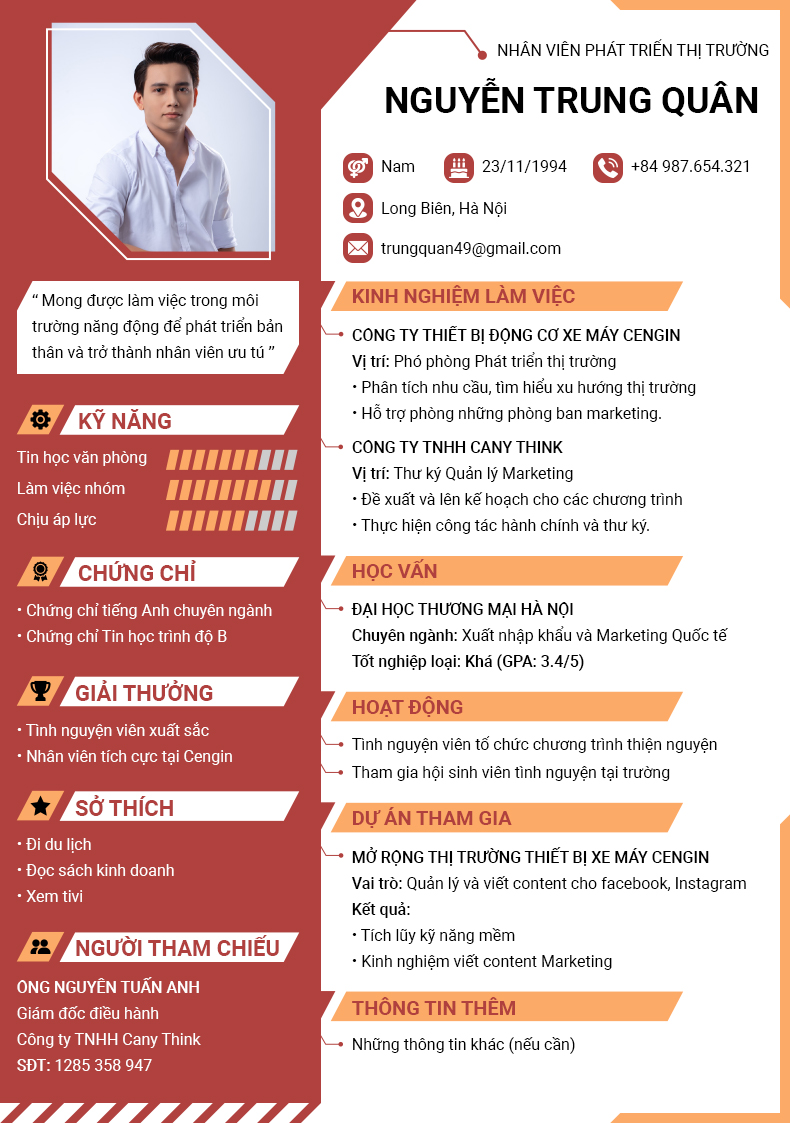 NHÂN VIÊN PHÁT TRIỂN THỊ TRƯỜNG
NGUYỄN TRUNG QUÂN
Nam
23/11/1994
+84 987.654.321
Long Biên, Hà Nội
trungquan49@gmail.com
“ Mong được làm việc trong môi
trường năng động để phát triển bản
thân và trở thành nhân viên ưu tú ”
KỸ NĂNG
Tin học văn phòng
Làm việc nhóm
Chịu áp lực
CHỨNG CHỈ
• Chứng chỉ tiếng Anh chuyên ngành
• Chứng chỉ Tin học trình độ B
GIẢI THƯỞNG
• Tình nguyện viên xuất sắc
• Nhân viên tích cực tại Cengin
SỞ THÍCH
• Đi du lịch
• Đọc sách kinh doanh
• Xem tivi
NGƯỜI THAM CHIẾU
ÔNG NGUYÊN TUẤN ANH
Giám đốc điều hành
Công ty TNHH Cany Think
SĐT: 1285 358 947
KINH NGHIỆM LÀM VIỆC
CÔNG TY THIẾT BỊ ĐỘNG CƠ XE MÁY CENGIN
Vị trí: Phó phòng Phát triển thị trường
• Phân tích nhu cầu, tìm hiểu xu hướng thị trường
• Hỗ trợ phòng những phòng ban marketing.
CÔNG TY TNHH CANY THINK
Vị trí: Thư ký Quản lý Marketing
• Đề xuất và lên kế hoạch cho các chương trình
• Thực hiện công tác hành chính và thư ký.
HỌC VẤN
ĐẠI HỌC THƯƠNG MẠI HÀ NỘI
Chuyên ngành: Xuất nhập khẩu và Marketing Quốc tế
Tốt nghiệp loại: Khá (GPA: 3.4/5)
HOẠT ĐỘNG
Tình nguyện viên tổ chức chương trình thiện nguyện
Tham gia hội sinh viên tình nguyện tại trường
DỰ ÁN THAM GIA
MỞ RỘNG THỊ TRƯỜNG THIẾT BỊ XE MÁY CENGIN
Vai trò: Quản lý và viết content cho facebook, Instagram
Kết quả:
• Tích lũy kỹ năng mềm
• Kinh nghiệm viết content Marketing
THÔNG TIN THÊM
Những thông tin khác (nếu cần)